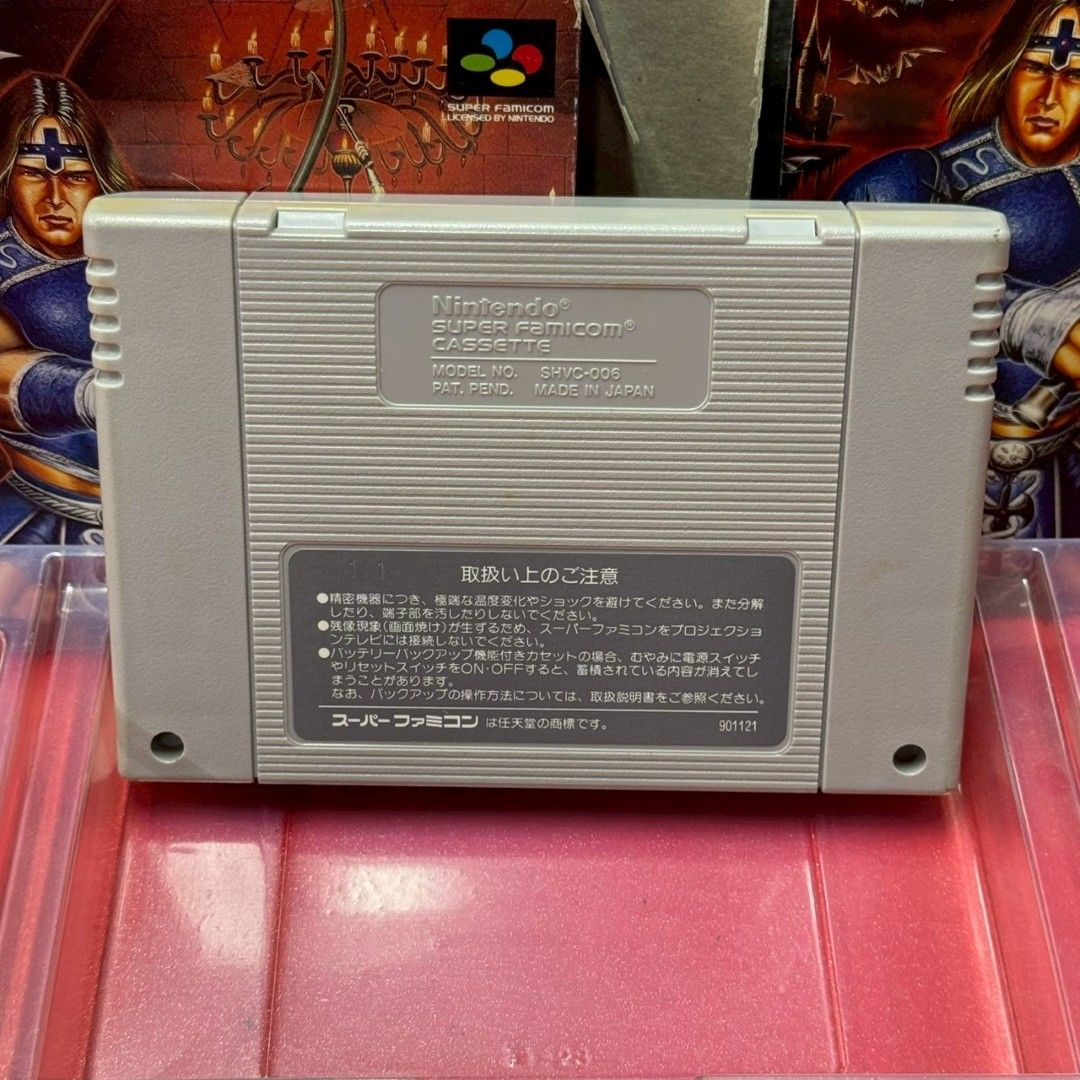 SUPER FAMICOM
LICENSED BY NINTENDO
Nintendo®
SUPER FAMICOM®
CASSETTE
MODEL NO. SHVC-006
PAT. PEND. MADE IN JAPAN
取扱い上のご注意
●精密機器につき、極端な温度変化やショックを避けてください。また分解
したり、端子部を汚したりしないでください。
●残像現象(画面焼け)が生ずるため、スーパーファミコンをプロジェクショ
ンテレビには接続しないでください。
●バッテリーバックアップ機能付きカセットの場合、むやみに電源スイッチ
やリセットスイッチをON・OFFすると、蓄積されている内容が消えてし
まうことがあります。
なお、バックアップの操作方法については、取扱説明書をご参照ください。
スーパーファミコン は任天堂の商標です。 901121